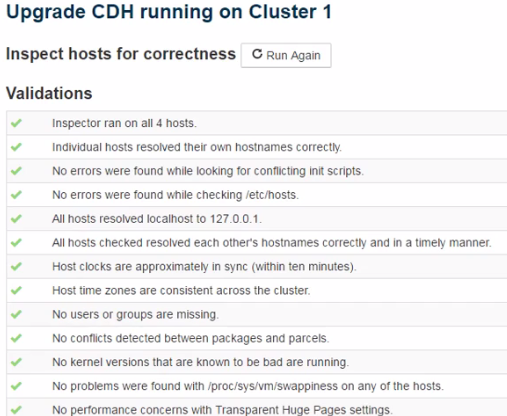 Upgrade CDH running on Cluster 1
Inspect hosts for correctness Run Again
Validations
Inspector ran on all 4 hosts.
Individual hosts resolved their own hostnames correctly.
No errors were found while looking for conflicting init scripts.
No errors were found while checking /etc/hosts.
All hosts resolved localhost to 127.0.0.1.
All hosts checked resolved each other's hostnames correctly and in a timely manner.
Host clocks are approximately in sync (within ten minutes).
Host time zones are consistent across the cluster.
No users or groups are missing.
No conflicts detected between packages and parcels.
No kernel versions that are known to be bad are running.
No problems were found with /proc/sys/vm/swappiness on any of the hosts.
No performance concerns with Transparent Huge Pages settings.